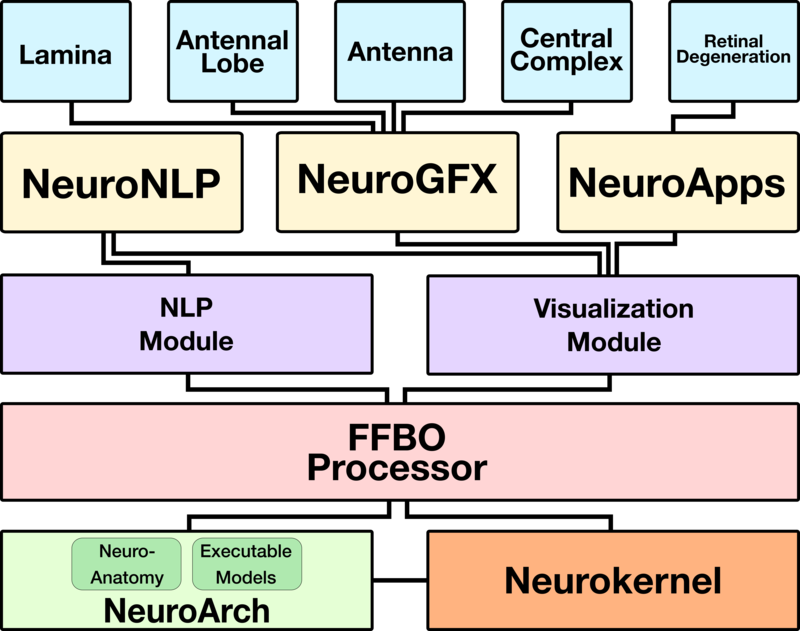 Lamina
Antennal
Lobe
Antenna
Central
Complex
Retinal
Degeneration
NeuroNLP
NeuroGFX
NeuroApps
NLP
Module
Visualization
Module
FFBO
Processor
Neuro-
Anatomy
Executable
Models
NeuroArch
Neurokernel